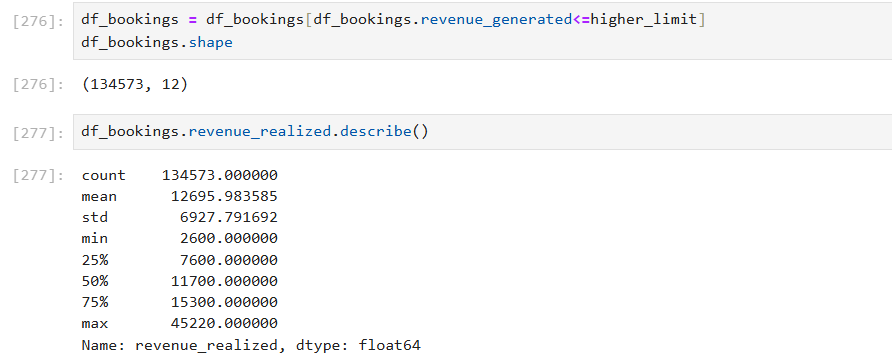 [276]: df_bookings = df_bookings[df_bookings.revenue_generated<=higher_limit]
df_bookings.shape
[276]: (134573, 12)
[277]: df_bookings.revenue_realized.describe()
[277]: count    134573.000000
mean      12695.983585
std        6927.791692
min        2600.000000
25%        7600.000000
50%       11700.000000
75%       15300.000000
max       45220.000000
Name: revenue_realized, dtype: float64